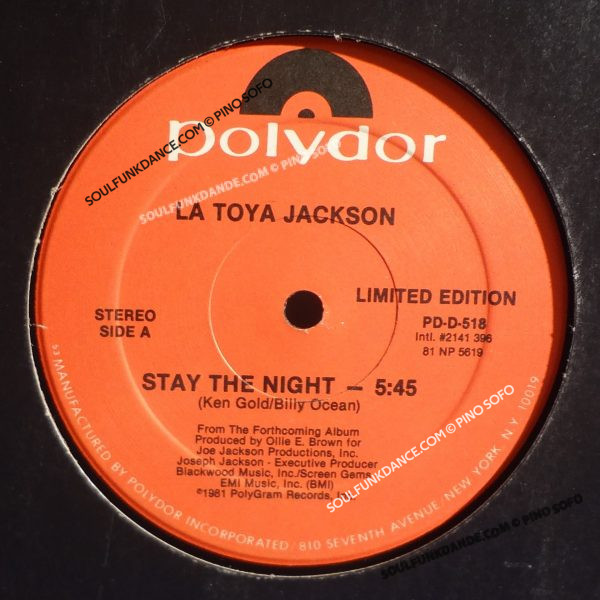 polydor
SOULFUNKDANCE.COM © PINO SOFO
SOULFUNKDANDE.COM © PINO SOFO
LA TOYA JACKSON
LIMITED EDITION
STEREO
SIDE A
PD-D-518
Intl. #2141 396
81 NP 5619
STAY THE NIGHT — 5:45
(Ken Gold/Billy Ocean)
From The Forthcoming Album
Produced by Ollie E. Brown for
Joe Jackson Productions, Inc.
Joseph Jackson - Executive Producer
Blackwood Music, Inc./Screen Gems
EMI Music, Inc. (BMI)
©1981 PolyGram Records,
53 MANUFACTURED BY POLYDOR INCORPORATED/810 SEVENTH AVENUE/NEW YORK, N.Y. 10019
SOULFUNKDANCE.COM © PINO SOFO
SOULFUNKDANDE.COM © PINO SOFO